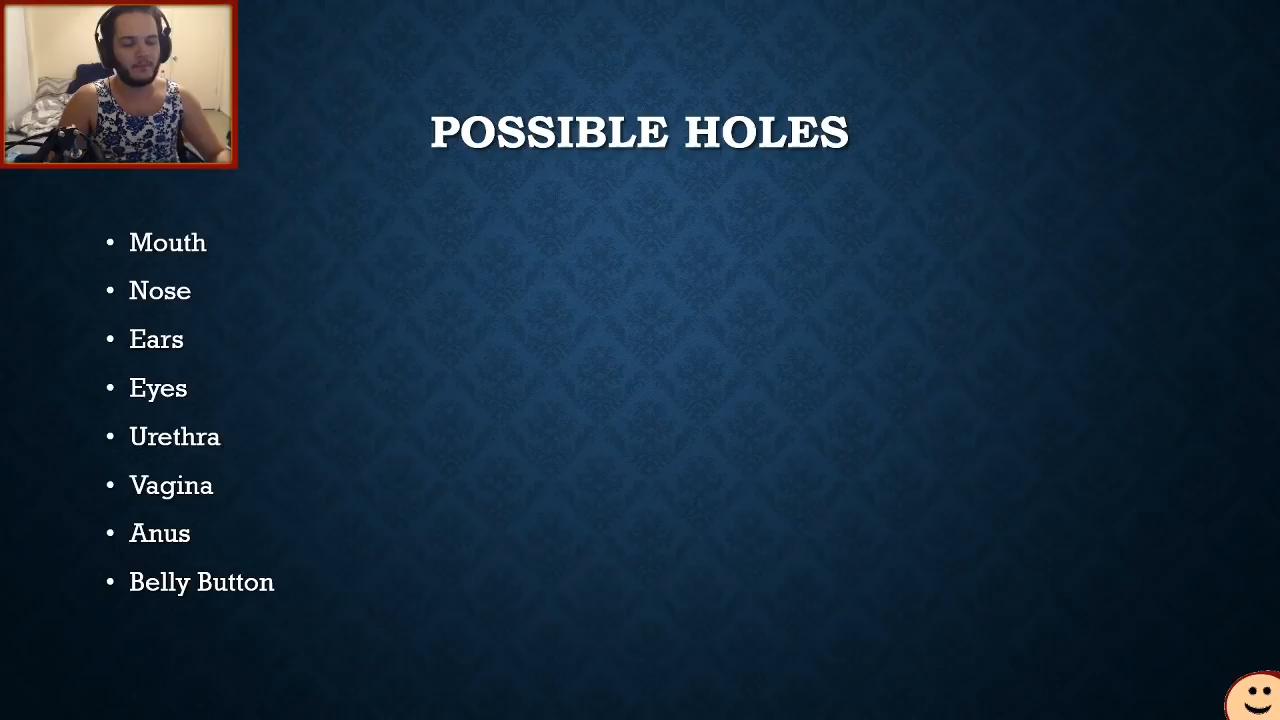 POSSIBLE HOLES
• Mouth
• Nose
• Ears
• Eyes
• Urethra
• Vagina
• Anus
• Belly Button